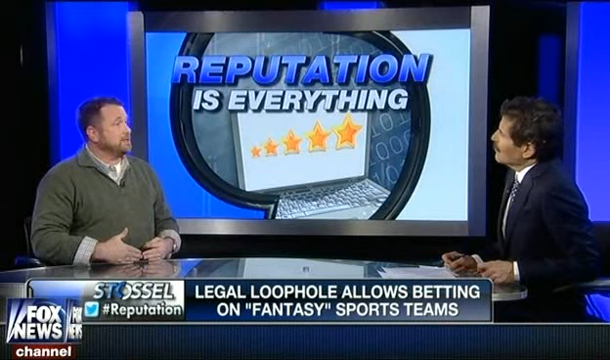 REPUTATION
IS EVERYTHING
STOSSEL
#Reputation
LEGAL LOOPHOLE ALLOWS BETTING
ON "FANTASY" SPORTS TEAMS
FOX
NEWS
channel